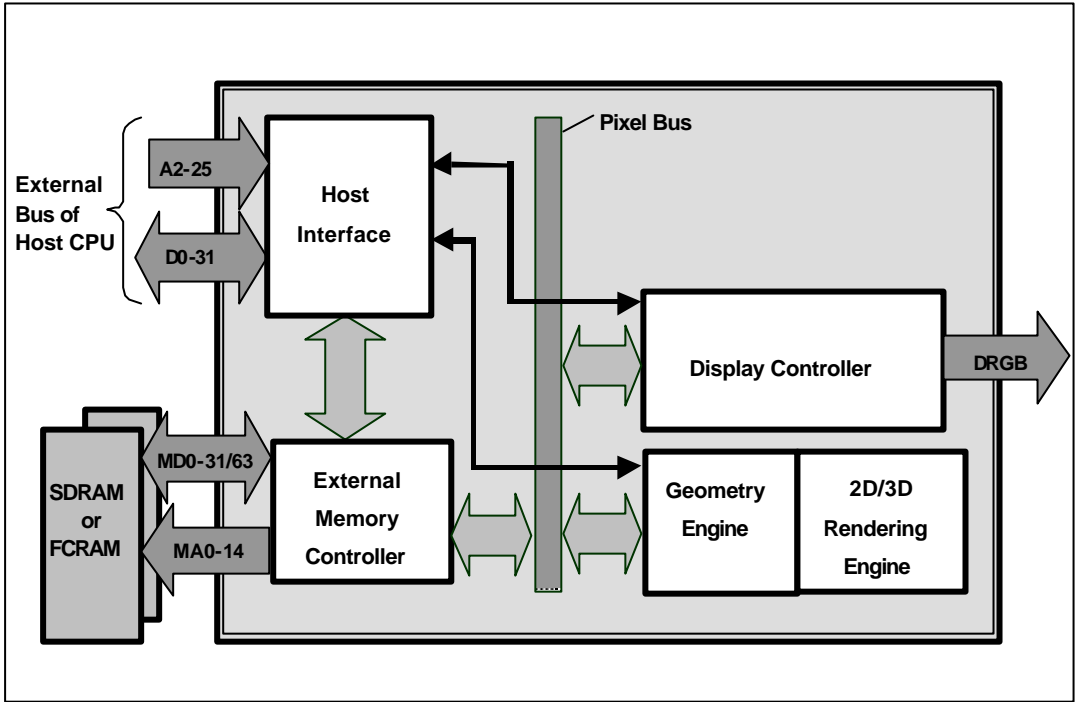 Pixel Bus
A2-25
External
Bus of
Host CPU
D0-31
Host
Interface
Display Controller
DRGB
SDRAM
or
FCRAM
MD0-31/63
MA0-14
External
Memory
Controller
Geometry
Engine
2D/3D
Rendering
Engine